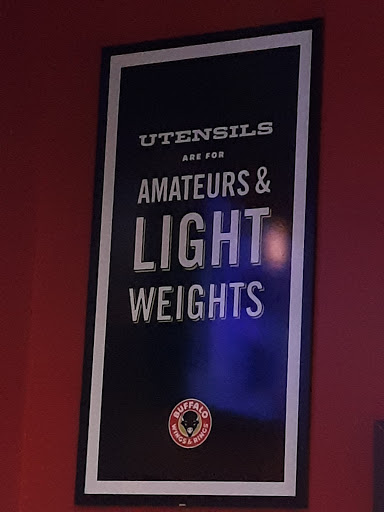 UTENSILS
ARE FOR
AMATEURS &
LIGHT
WEIGHTS
BUFFALO
WINGS & RINGS